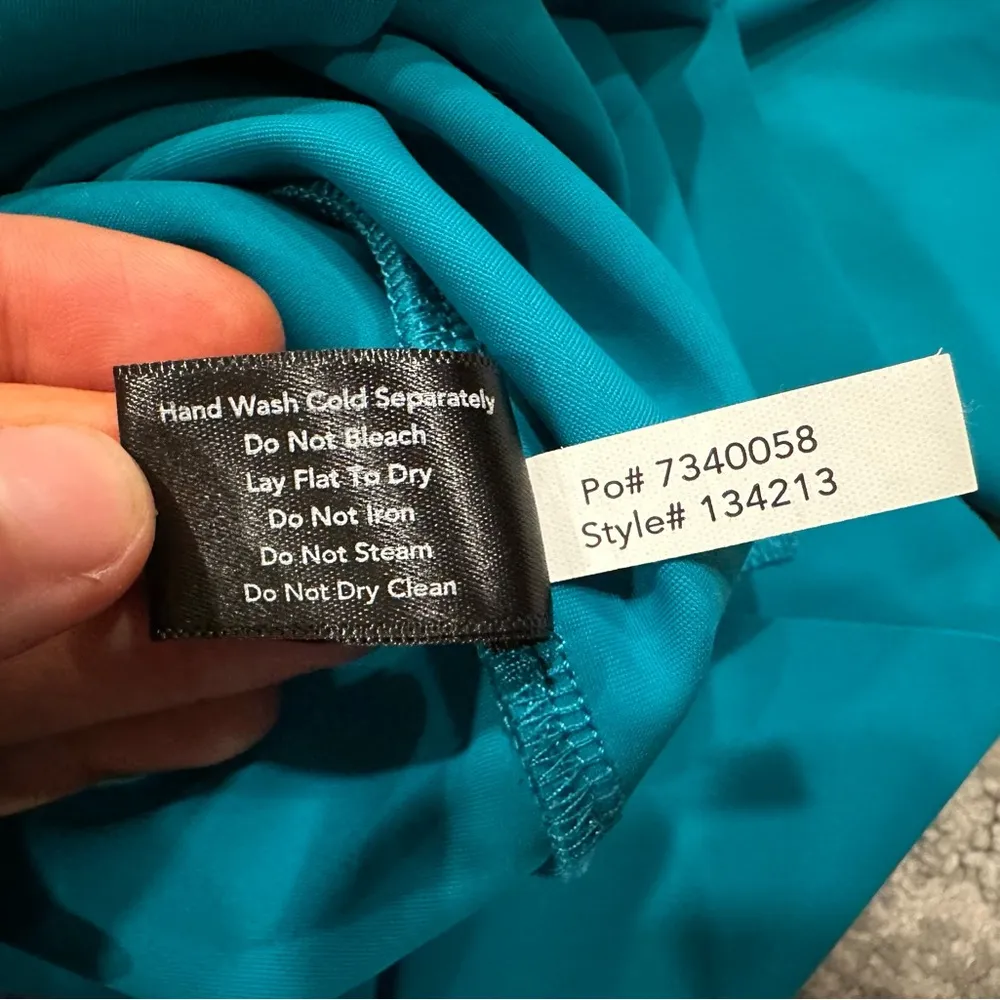 Hand Wash Cold Separately
Do Not Bleach
Lay Flat To Dry
Do Not Iron
Do Not Steam
Do Not Dry Clean
Po# 7340058
Style# 134213